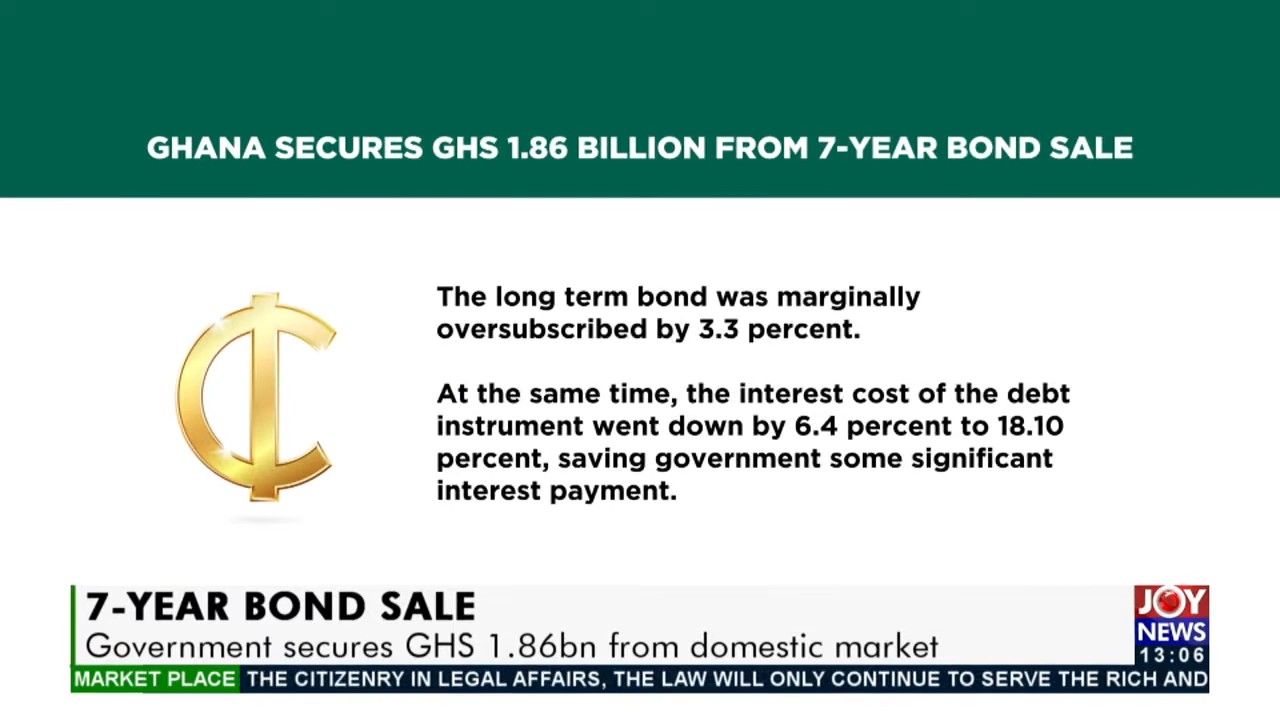 GHANA SECURES GHS 1.86 BILLION FROM 7-YEAR BOND SALE
The long term bond was marginally
oversubscribed by 3.3 percent.
At the same time, the interest cost of the debt
instrument went down by 6.4 percent to 18.10
percent, saving government some significant
interest payment.
7-YEAR BOND SALE
Government secures GHS 1.86bn from domestic market
JOY
NEWS
13:06
MARKET PLACE THE CITIZENRY IN LEGAL AFFAIRS, THE LAW WILL ONLY CONTINUE TO SERVE THE RICH AND